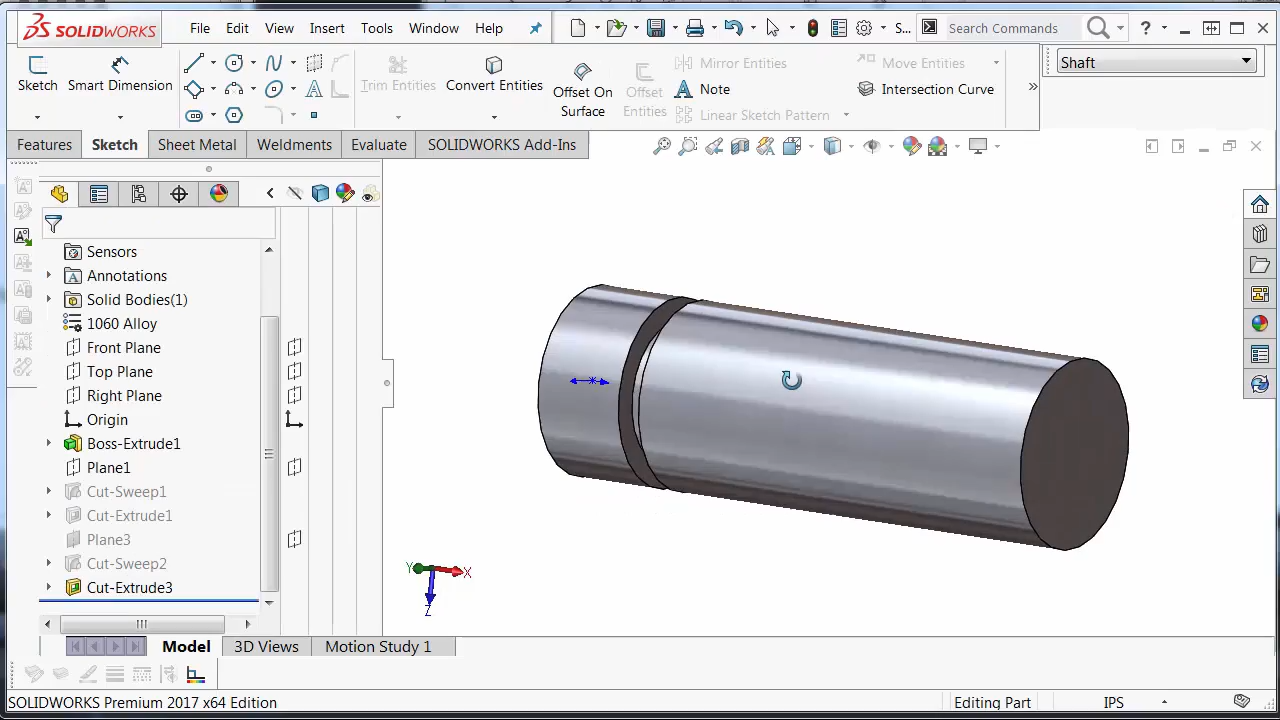 SOLIDWORKS
File Edit View Insert Tools Window Help
S... Search Commands ?
Sketch Smart Dimension
Trim Entities Convert Entities
Offset On Surface
Offset Entities
Mirror Entities
Note
Linear Sketch Pattern
Move Entities
Intersection Curve
Shaft
Features Sketch Sheet Metal Weldments Evaluate SOLIDWORKS Add-Ins
Sensors
Annotations
Solid Bodies(1)
1060 Alloy
Front Plane
Top Plane
Right Plane
Origin
Boss-Extrude1
Plane1
Cut-Sweep1
Cut-Extrude1
Plane3
Cut-Sweep2
Cut-Extrude3
Y X
Z
Model 3D Views Motion Study 1
SOLIDWORKS Premium 2017 x64 Edition Editing Part IPS